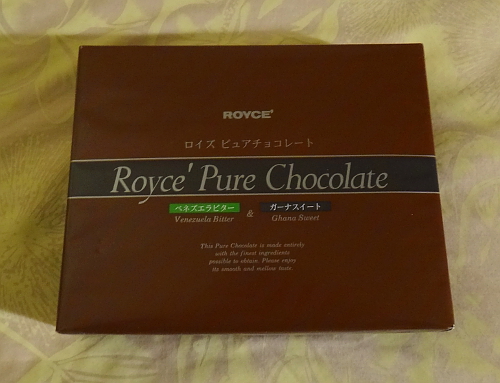 ROYCE'
ロイズ ピュアチョコレート
Royce' Pure Chocolate
ベネズエラビター
Venezuela Bitter
&
ガーナスイート
Ghana Sweet
This Pure Chocolate is made entirely
with the finest ingredients
possible to obtain. Please enjoy
its smooth and mellow taste.